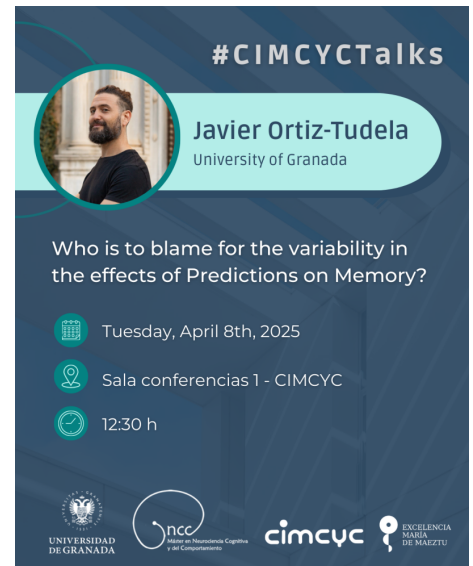 #CIMCYCTalks
Javier Ortiz-Tudela
University of Granada
Who is to blame for the variability in
the effects of Predictions on Memory?
Tuesday, April 8th, 2025
Sala conferencias 1 - CIMCYC
12:30 h
UNIVERSIDAD
DE GRANADA
ncc
Máster en Neurociencia Cognitiva
y del Comportamiento
cimcyc
EXCELENCIA
MARÍA
DE MAEZTU